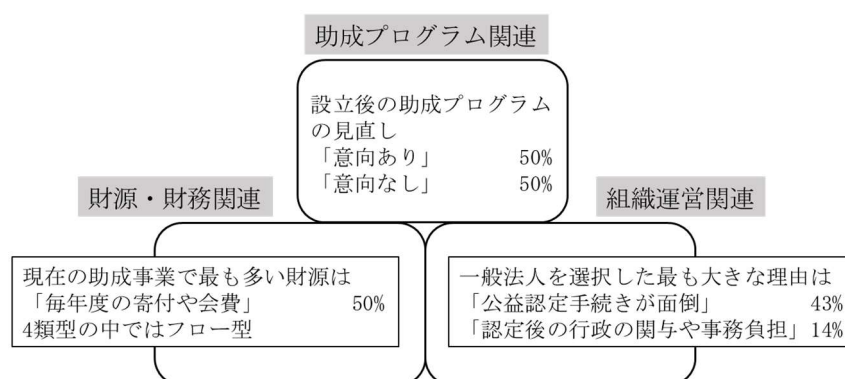 助成プログラム関連
設立後の助成プログラム
の見直し
「意向あり」 50%
「意向なし」 50%
財源・財務関連
組織運営関連
現在の助成事業で最も多い財源は
「毎年度の寄付や会費」 50%
4類型の中ではフロー型
一般法人を選択した最も大きな理由は
「公益認定手続きが面倒」 43%
「認定後の行政の関与や事務負担」14%